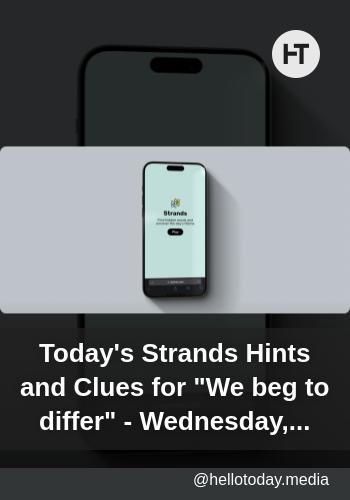 HT
Strands
Play
Today's Strands Hints
and Clues for "We beg to
differ" - Wednesday,...
@hellotoday.media